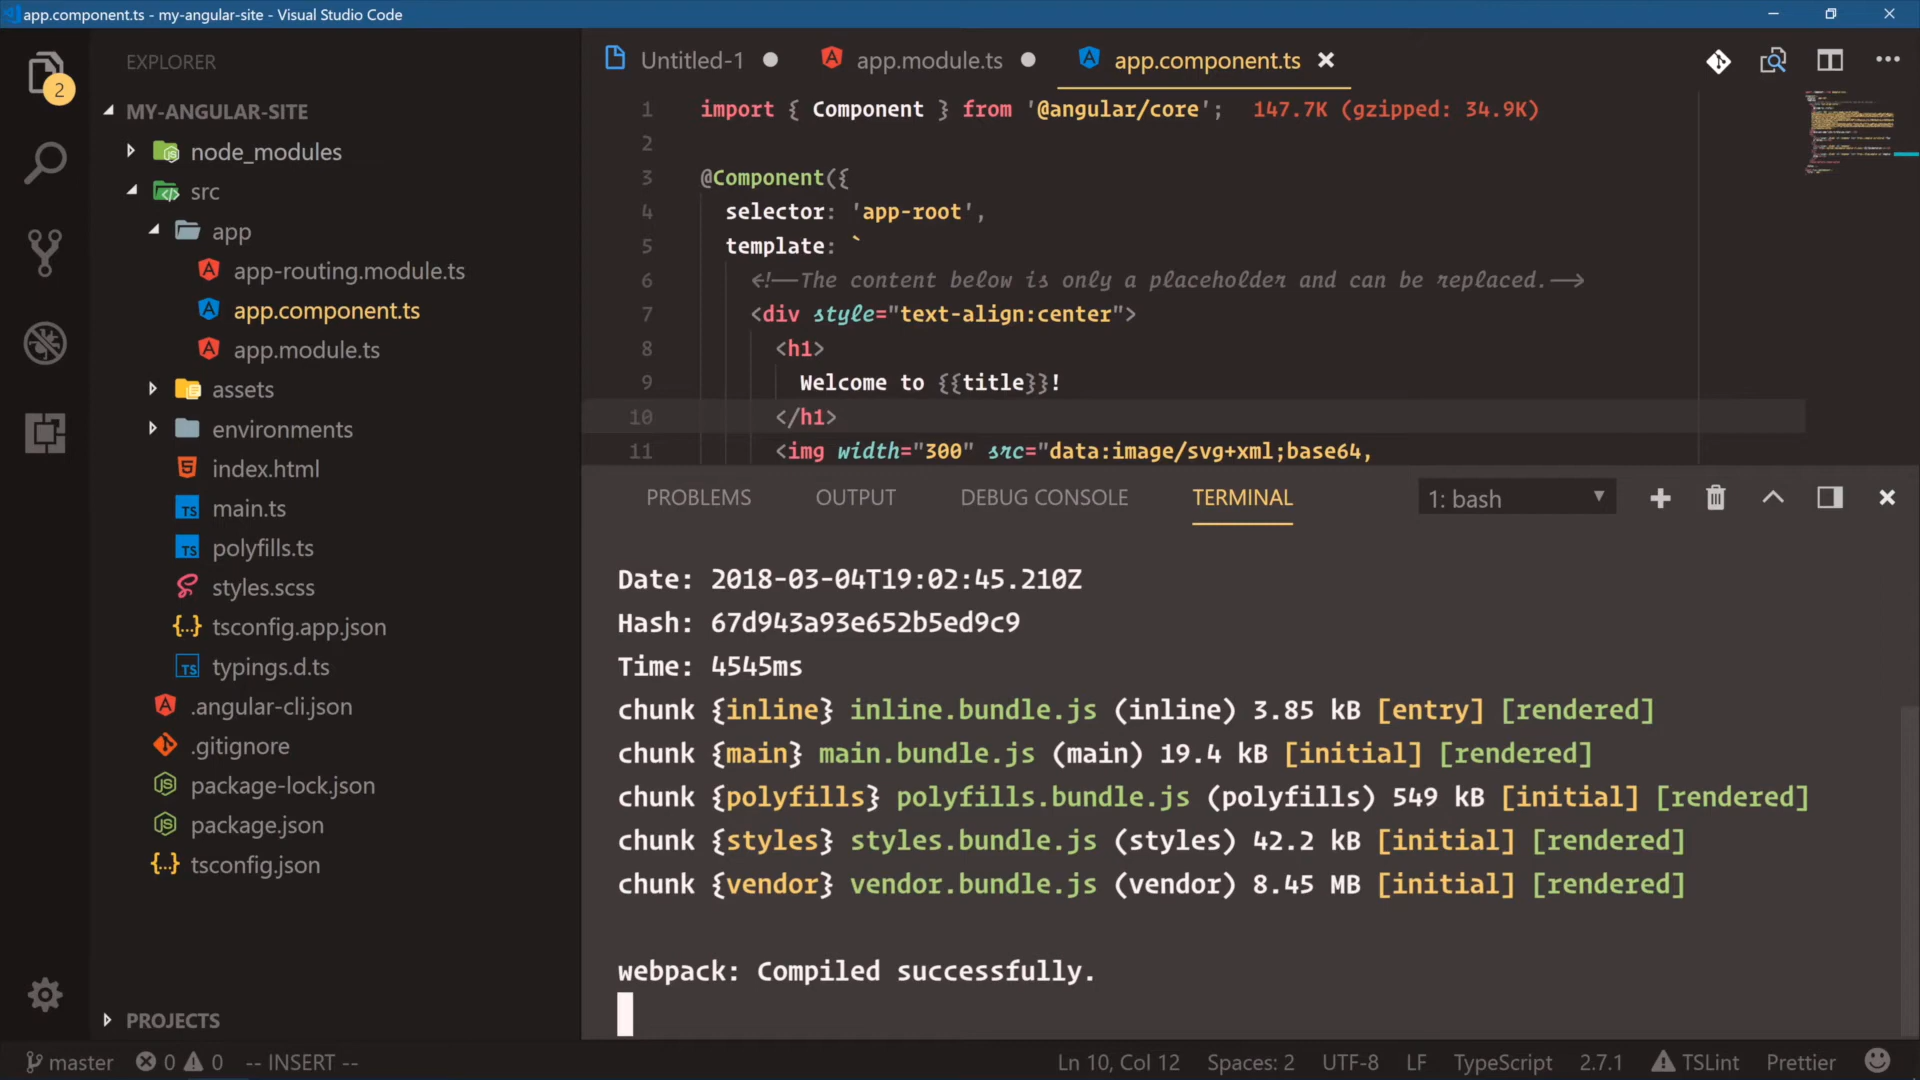 app.component.ts - my-angular-site - Visual Studio Code
EXPLORER
2
MY-ANGULAR-SITE
node_modules
src
app
app-routing.module.ts
app.component.ts
app.module.ts
assets
environments
index.html
main.ts
polyfills.ts
styles.scss
tsconfig.app.json
typings.d.ts
.angular-cli.json
.gitignore
package-lock.json
package.json
tsconfig.json
PROJECTS
Untitled-1
app.module.ts
app.component.ts
1 import { Component } from '@angular/core'; 147.7K (gzipped: 34.9K)
2
3 @Component({
4 selector: 'app-root',
5 template: `
6 <!--The content below is only a placeholder and can be replaced.-->
7 <div style="text-align:center">
8 <h1>
9 Welcome to {{title}}!
10 </h1>
11 <img width="300" src="data:image/svg+xml;base64,
PROBLEMS OUTPUT DEBUG CONSOLE TERMINAL 1: bash
Date: 2018-03-04T19:02:45.210Z
Hash: 67d943a93e652b5ed9c9
Time: 4545ms
chunk {inline} inline.bundle.js (inline) 3.85 kB [entry] [rendered]
chunk {main} main.bundle.js (main) 19.4 kB [initial] [rendered]
chunk {polyfills} polyfills.bundle.js (polyfills) 549 kB [initial] [rendered]
chunk {styles} styles.bundle.js (styles) 42.2 kB [initial] [rendered]
chunk {vendor} vendor.bundle.js (vendor) 8.45 MB [initial] [rendered]
webpack: Compiled successfully.
master 0 0 -- INSERT -- Ln 10, Col 12 Spaces: 2 UTF-8 LF TypeScript 2.7.1 TSLint Prettier